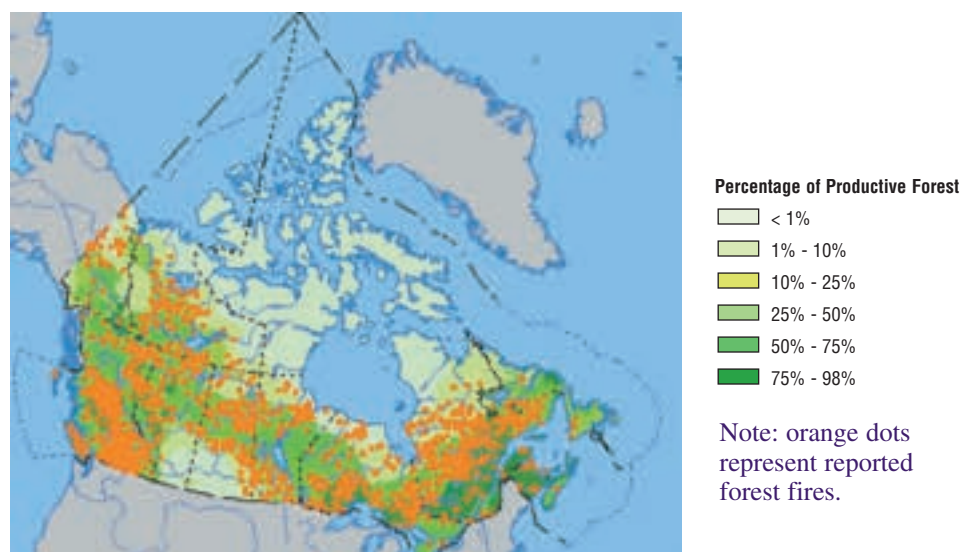 Percentage of Productive Forest
< 1%
1% - 10%
10% - 25%
25% - 50%
50% - 75%
75% - 98%
Note: orange dots
represent reported
forest fires.